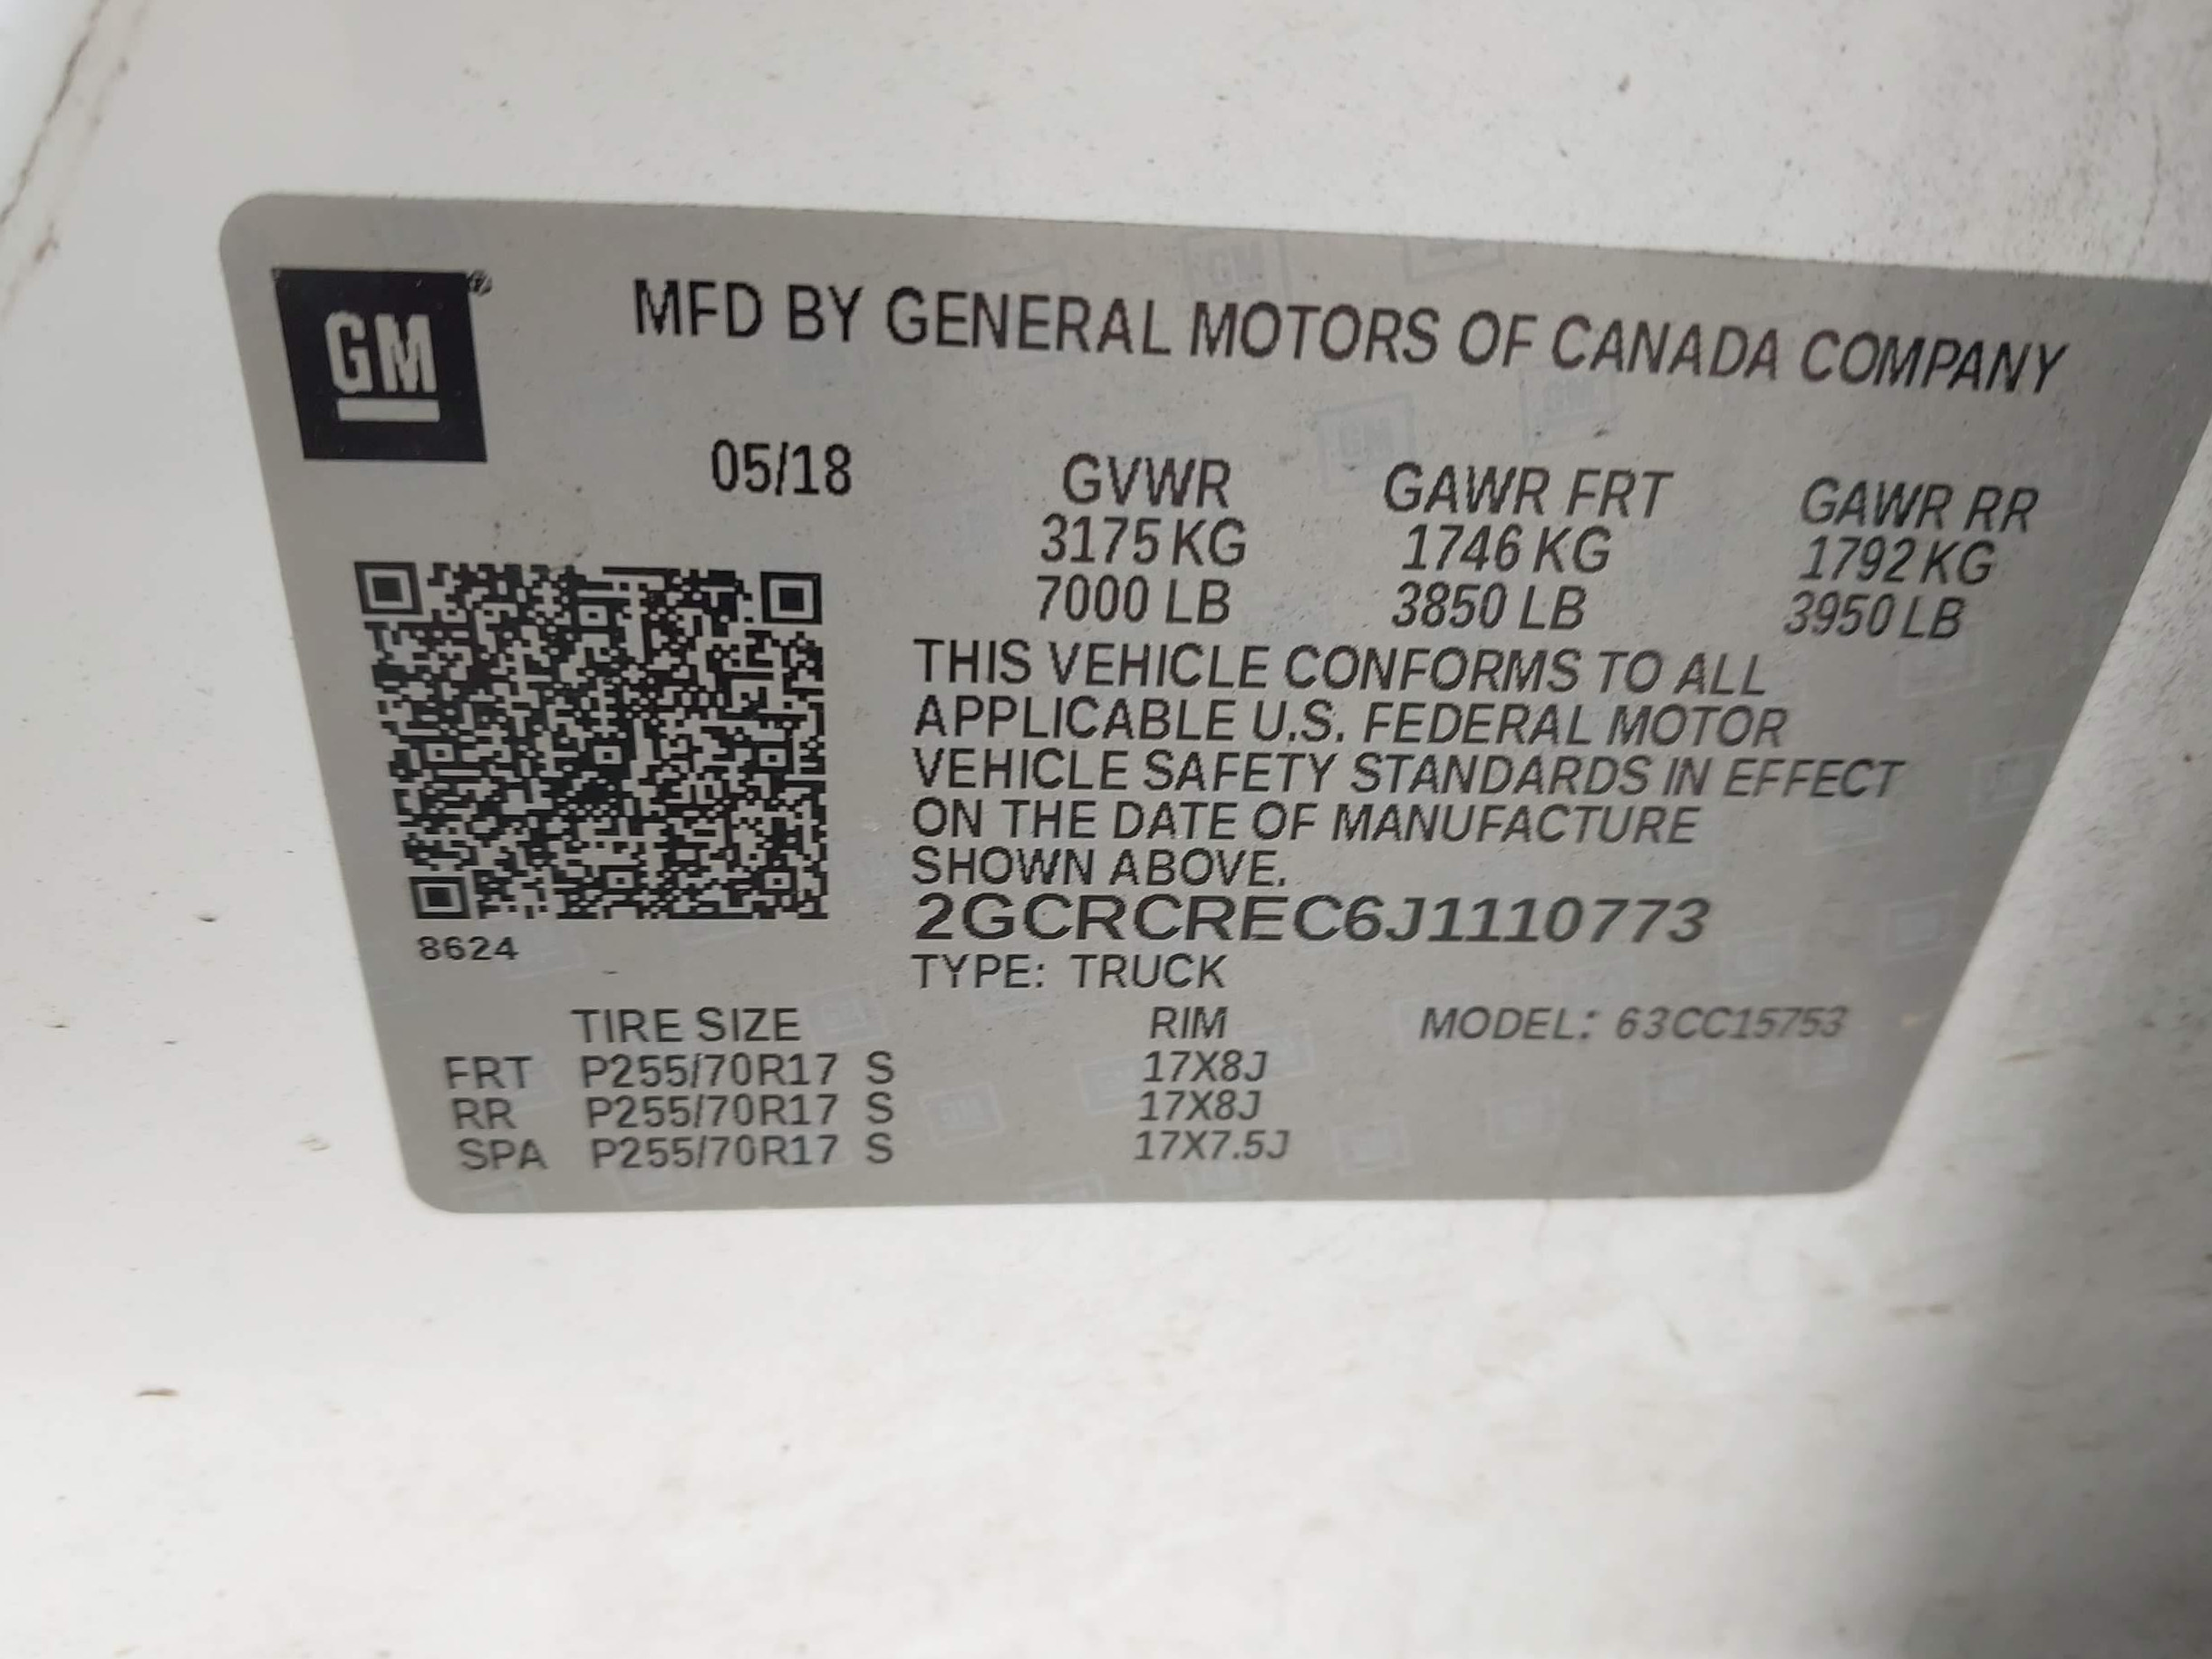 GM
MFD BY GENERAL MOTORS OF CANADA COMPANY
05/18 GVWR GAWR FRT GAWR RR
3175 KG 1746 KG 1792 KG
7000 LB 3850 LB 3950 LB
THIS VEHICLE CONFORMS TO ALL
APPLICABLE U.S. FEDERAL MOTOR
VEHICLE SAFETY STANDARDS IN EFFECT
ON THE DATE OF MANUFACTURE
SHOWN ABOVE.
2GCRCREC6J1110773
8624
TYPE: TRUCK
TIRE SIZE RIM MODEL: 63CC15753
FRT P255/70R17 S 17X8J
RR P255/70R17 S 17X8J
SPA P255/70R17 S 17X7.5J